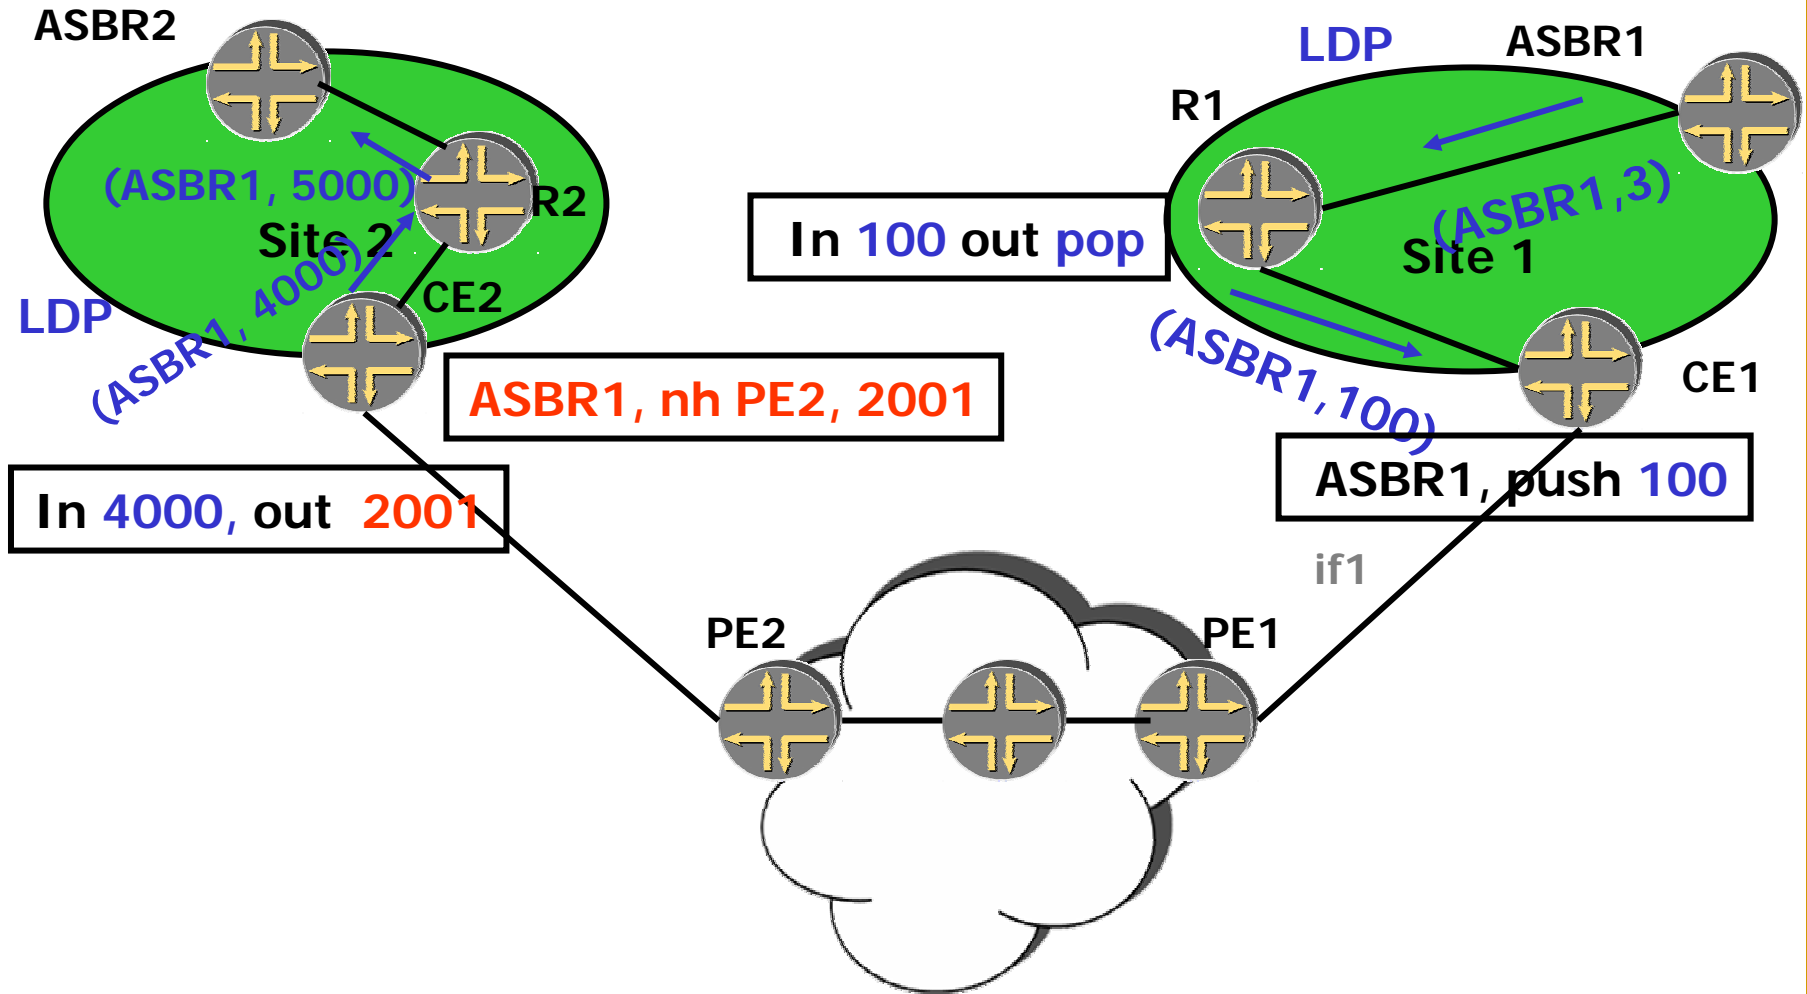 ASBR2
LDP
ASBR1
R1
(ASBR1, 5000)
R2
(ASBR1,3)
Site 2
In 100 out pop
Site 1
(ASBR1, 4000)
CE2
LDP
(ASBR1,100)
CE1
ASBR1, nh PE2, 2001
ASBR1, push 100
In 4000, out 2001
if1
PE2
PE1